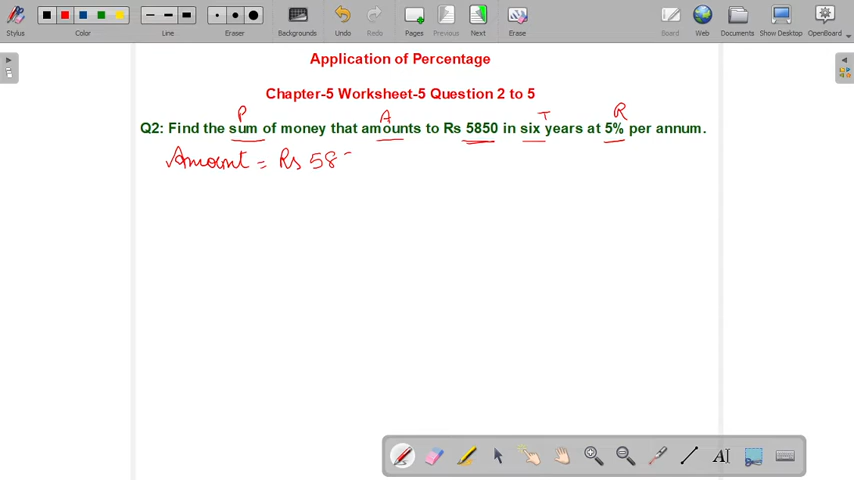 Stylus
Color
Line
Eraser
Backgrounds
Undo
Redo
Pages
Previous
Next
Erase
Board
Web
Documents
Show Desktop
OpenBoard
Application of Percentage
Chapter-5 Worksheet-5 Question 2 to 5
P A T R
Q2: Find the sum of money that amounts to Rs 5850 in six years at 5% per annum.
Amount = Rs 58
AI